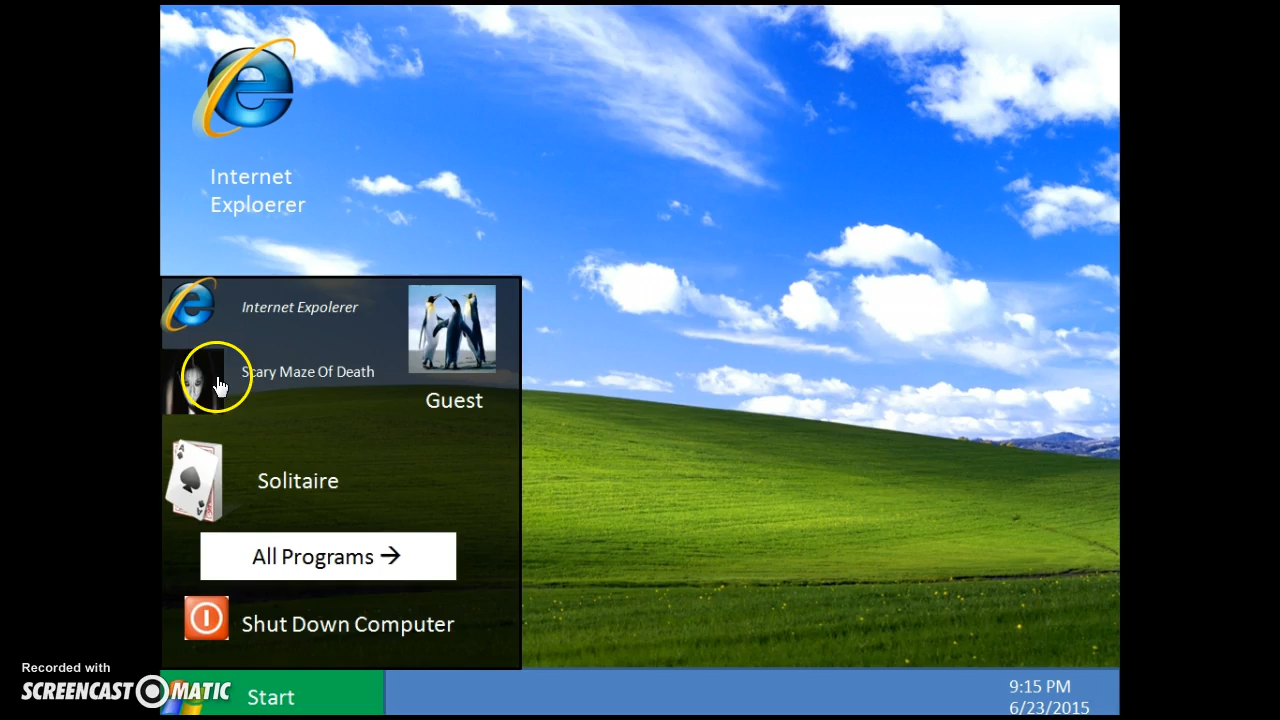 Internet
Exploerer
Internet Expolerer
Scary Maze Of Death
Guest
Solitaire
All Programs →
Shut Down Computer
Recorded with
SCREENCAST O MATIC
Start
9:15 PM
6/23/2015